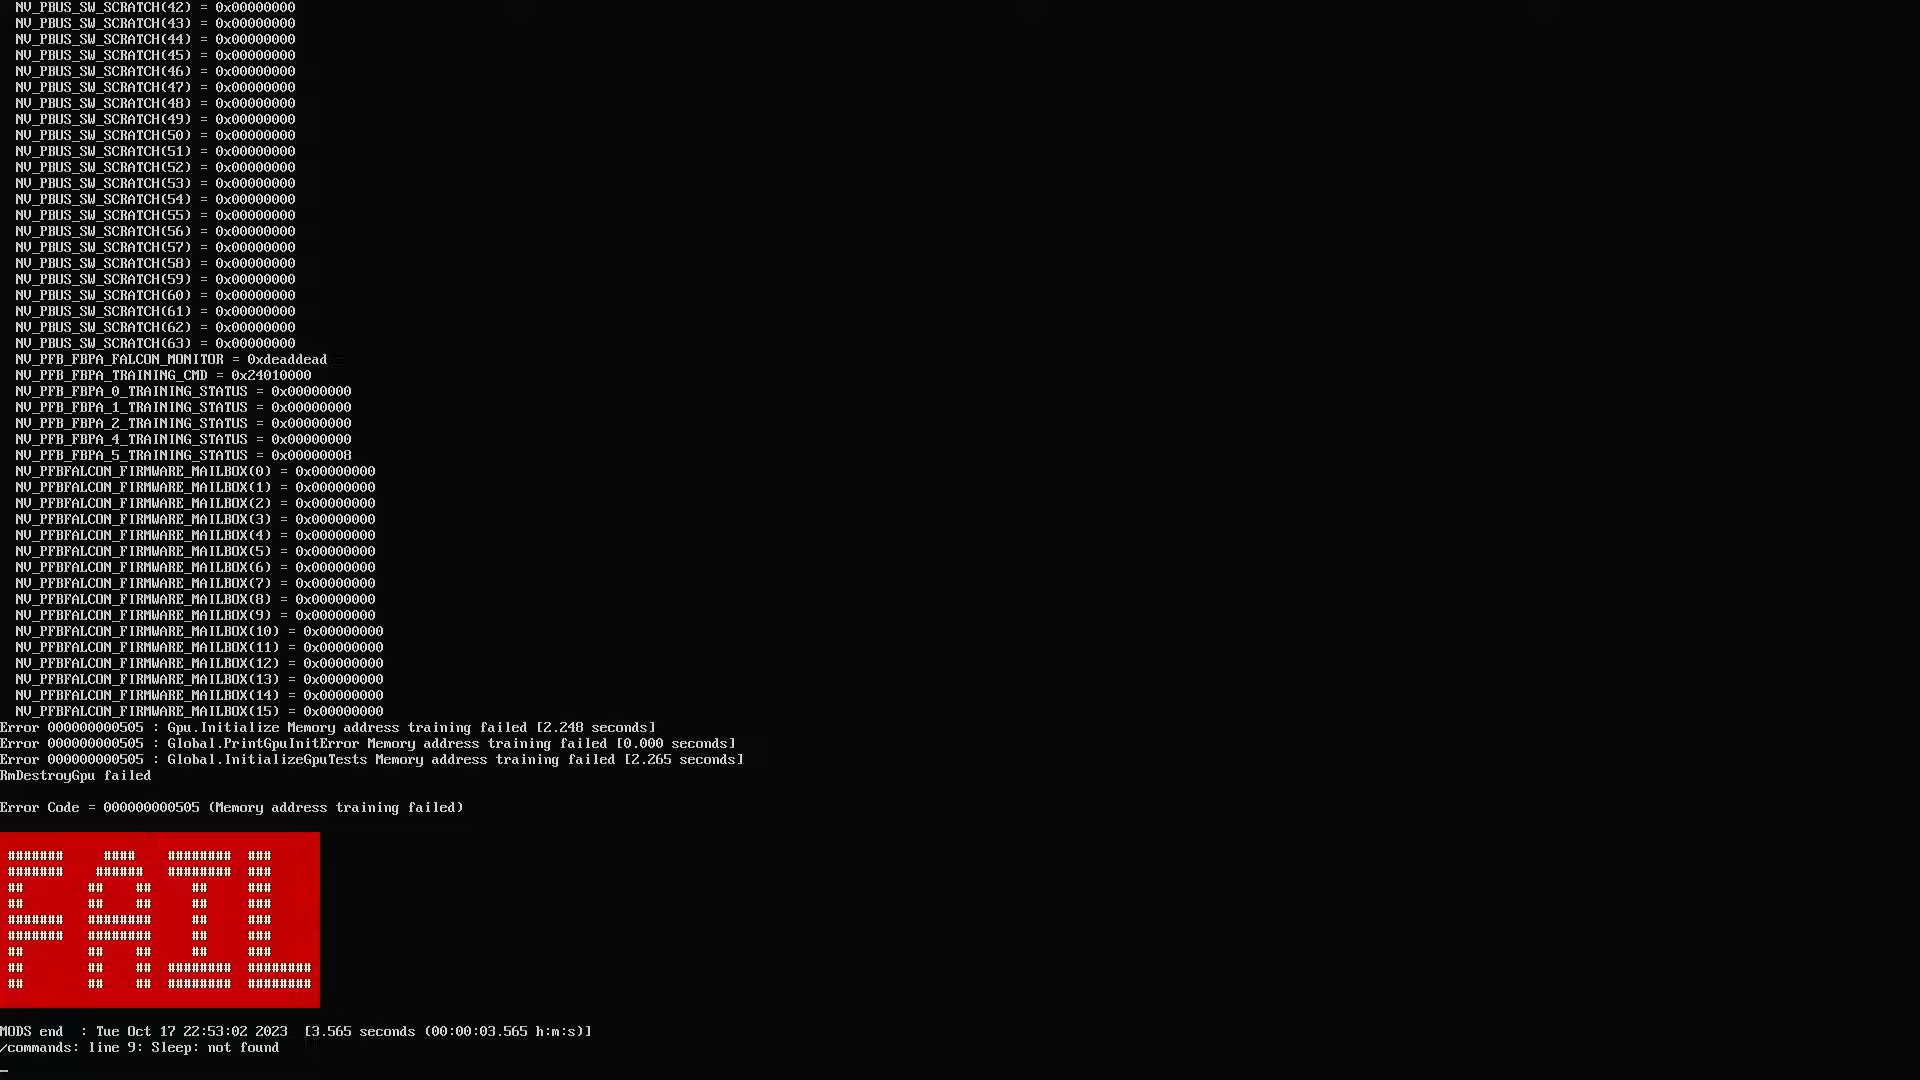 NV_PBUS_SW_SCRATCH(42) = 0x00000000
NV_PBUS_SW_SCRATCH(43) = 0x00000000
NV_PBUS_SW_SCRATCH(44) = 0x00000000
NV_PBUS_SW_SCRATCH(45) = 0x00000000
NV_PBUS_SW_SCRATCH(46) = 0x00000000
NV_PBUS_SW_SCRATCH(47) = 0x00000000
NV_PBUS_SW_SCRATCH(48) = 0x00000000
NV_PBUS_SW_SCRATCH(49) = 0x00000000
NV_PBUS_SW_SCRATCH(50) = 0x00000000
NV_PBUS_SW_SCRATCH(51) = 0x00000000
NV_PBUS_SW_SCRATCH(52) = 0x00000000
NV_PBUS_SW_SCRATCH(53) = 0x00000000
NV_PBUS_SW_SCRATCH(54) = 0x00000000
NV_PBUS_SW_SCRATCH(55) = 0x00000000
NV_PBUS_SW_SCRATCH(56) = 0x00000000
NV_PBUS_SW_SCRATCH(57) = 0x00000000
NV_PBUS_SW_SCRATCH(58) = 0x00000000
NV_PBUS_SW_SCRATCH(59) = 0x00000000
NV_PBUS_SW_SCRATCH(60) = 0x00000000
NV_PBUS_SW_SCRATCH(61) = 0x00000000
NV_PBUS_SW_SCRATCH(62) = 0x00000000
NV_PBUS_SW_SCRATCH(63) = 0x00000000
NV_PFB_FBPA_FALCON_MONITOR = 0xdeaddead
NV_PFB_FBPA_TRAINING_CMD = 0x24010000
NV_PFB_FBPA_0_TRAINING_STATUS = 0x00000000
NV_PFB_FBPA_1_TRAINING_STATUS = 0x00000000
NV_PFB_FBPA_2_TRAINING_STATUS = 0x00000000
NV_PFB_FBPA_4_TRAINING_STATUS = 0x00000000
NV_PFB_FBPA_5_TRAINING_STATUS = 0x00000008
NV_PFBFALCON_FIRMWARE_MAILBOX(0) = 0x00000000
NV_PFBFALCON_FIRMWARE_MAILBOX(1) = 0x00000000
NV_PFBFALCON_FIRMWARE_MAILBOX(2) = 0x00000000
NV_PFBFALCON_FIRMWARE_MAILBOX(3) = 0x00000000
NV_PFBFALCON_FIRMWARE_MAILBOX(4) = 0x00000000
NV_PFBFALCON_FIRMWARE_MAILBOX(5) = 0x00000000
NV_PFBFALCON_FIRMWARE_MAILBOX(6) = 0x00000000
NV_PFBFALCON_FIRMWARE_MAILBOX(7) = 0x00000000
NV_PFBFALCON_FIRMWARE_MAILBOX(8) = 0x00000000
NV_PFBFALCON_FIRMWARE_MAILBOX(9) = 0x00000000
NV_PFBFALCON_FIRMWARE_MAILBOX(10) = 0x00000000
NV_PFBFALCON_FIRMWARE_MAILBOX(11) = 0x00000000
NV_PFBFALCON_FIRMWARE_MAILBOX(12) = 0x00000000
NV_PFBFALCON_FIRMWARE_MAILBOX(13) = 0x00000000
NV_PFBFALCON_FIRMWARE_MAILBOX(14) = 0x00000000
NV_PFBFALCON_FIRMWARE_MAILBOX(15) = 0x00000000
Error 000000000505 : Gpu.Initialize Memory address training failed [2.248 seconds]
Error 000000000505 : Global.PrintGpuInitError Memory address training failed [0.000 seconds]
Error 000000000505 : Global.InitializeGpuTests Memory address training failed [2.265 seconds]
RmDestroyGpu failed
Error Code = 000000000505 (Memory address training failed)
FAIL
MODS end  : Tue Oct 17 22:53:02 2023  [3.565 seconds (00:00:03.565 h:m:s)]
/commands: line 9: Sleep: not found